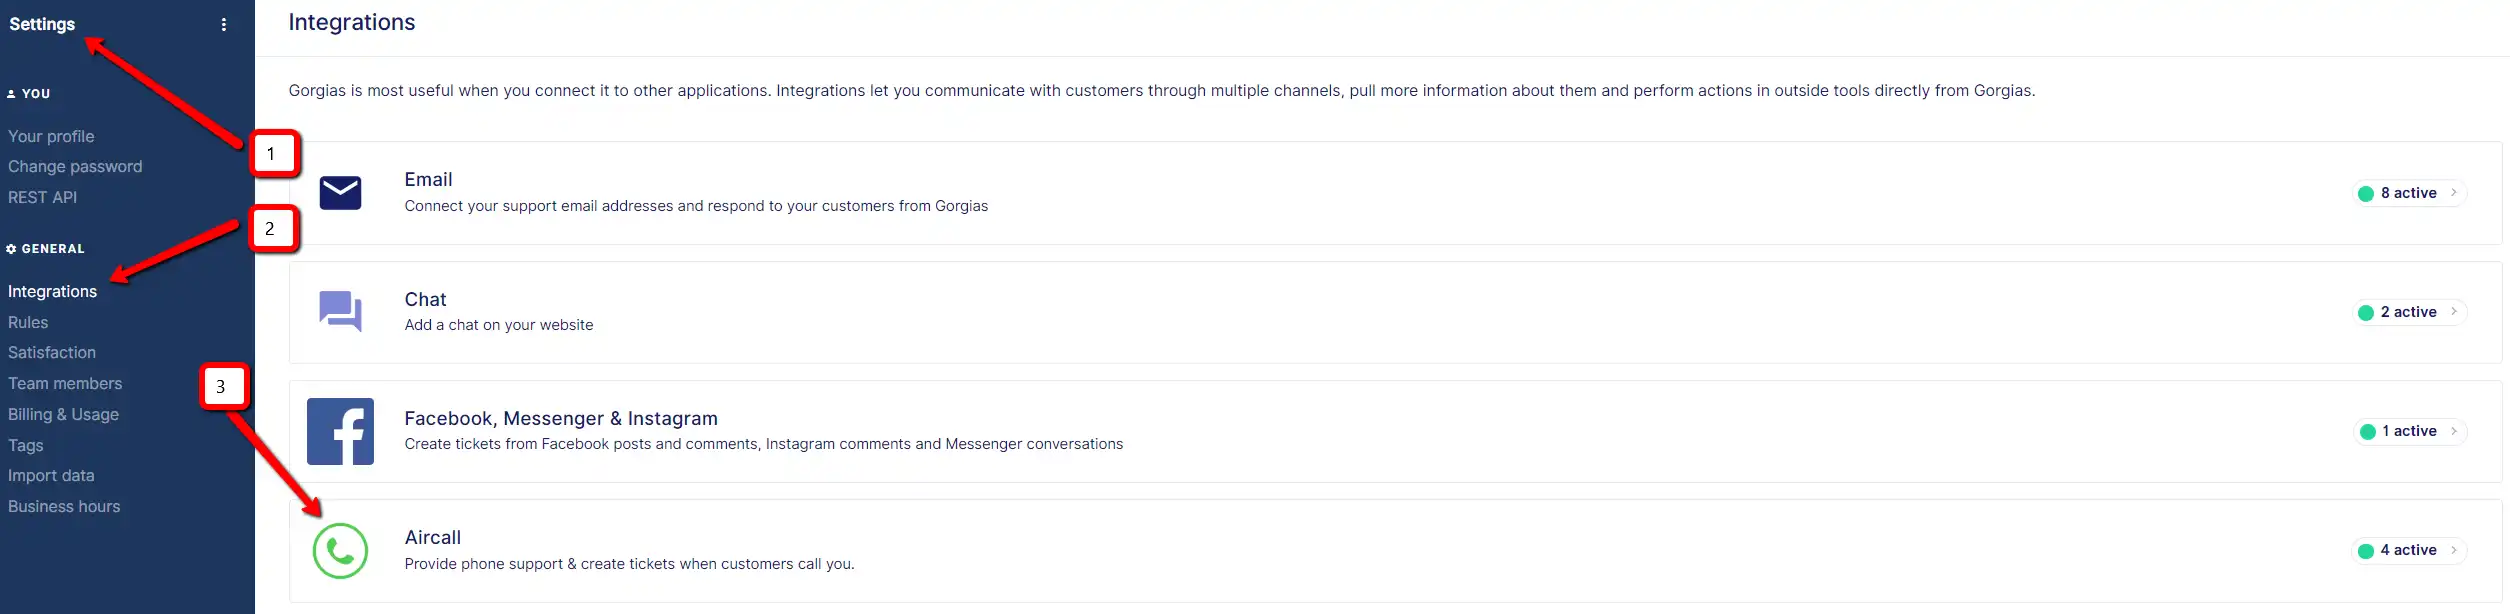 Settings
YOU
Your profile
Change password
REST API
GENERAL
Integrations
Rules
Satisfaction
Team members
Billing & Usage
Tags
Import data
Business hours
1
2
3
Integrations
Gorgias is most useful when you connect it to other applications. Integrations let you communicate with customers through multiple channels, pull more information about them and perform actions in outside tools directly from Gorgias.
Email
Connect your support email addresses and respond to your customers from Gorgias
8 active
Chat
Add a chat on your website
2 active
Facebook, Messenger & Instagram
Create tickets from Facebook posts and comments, Instagram comments and Messenger conversations
1 active
Aircall
Provide phone support & create tickets when customers call you.
4 active